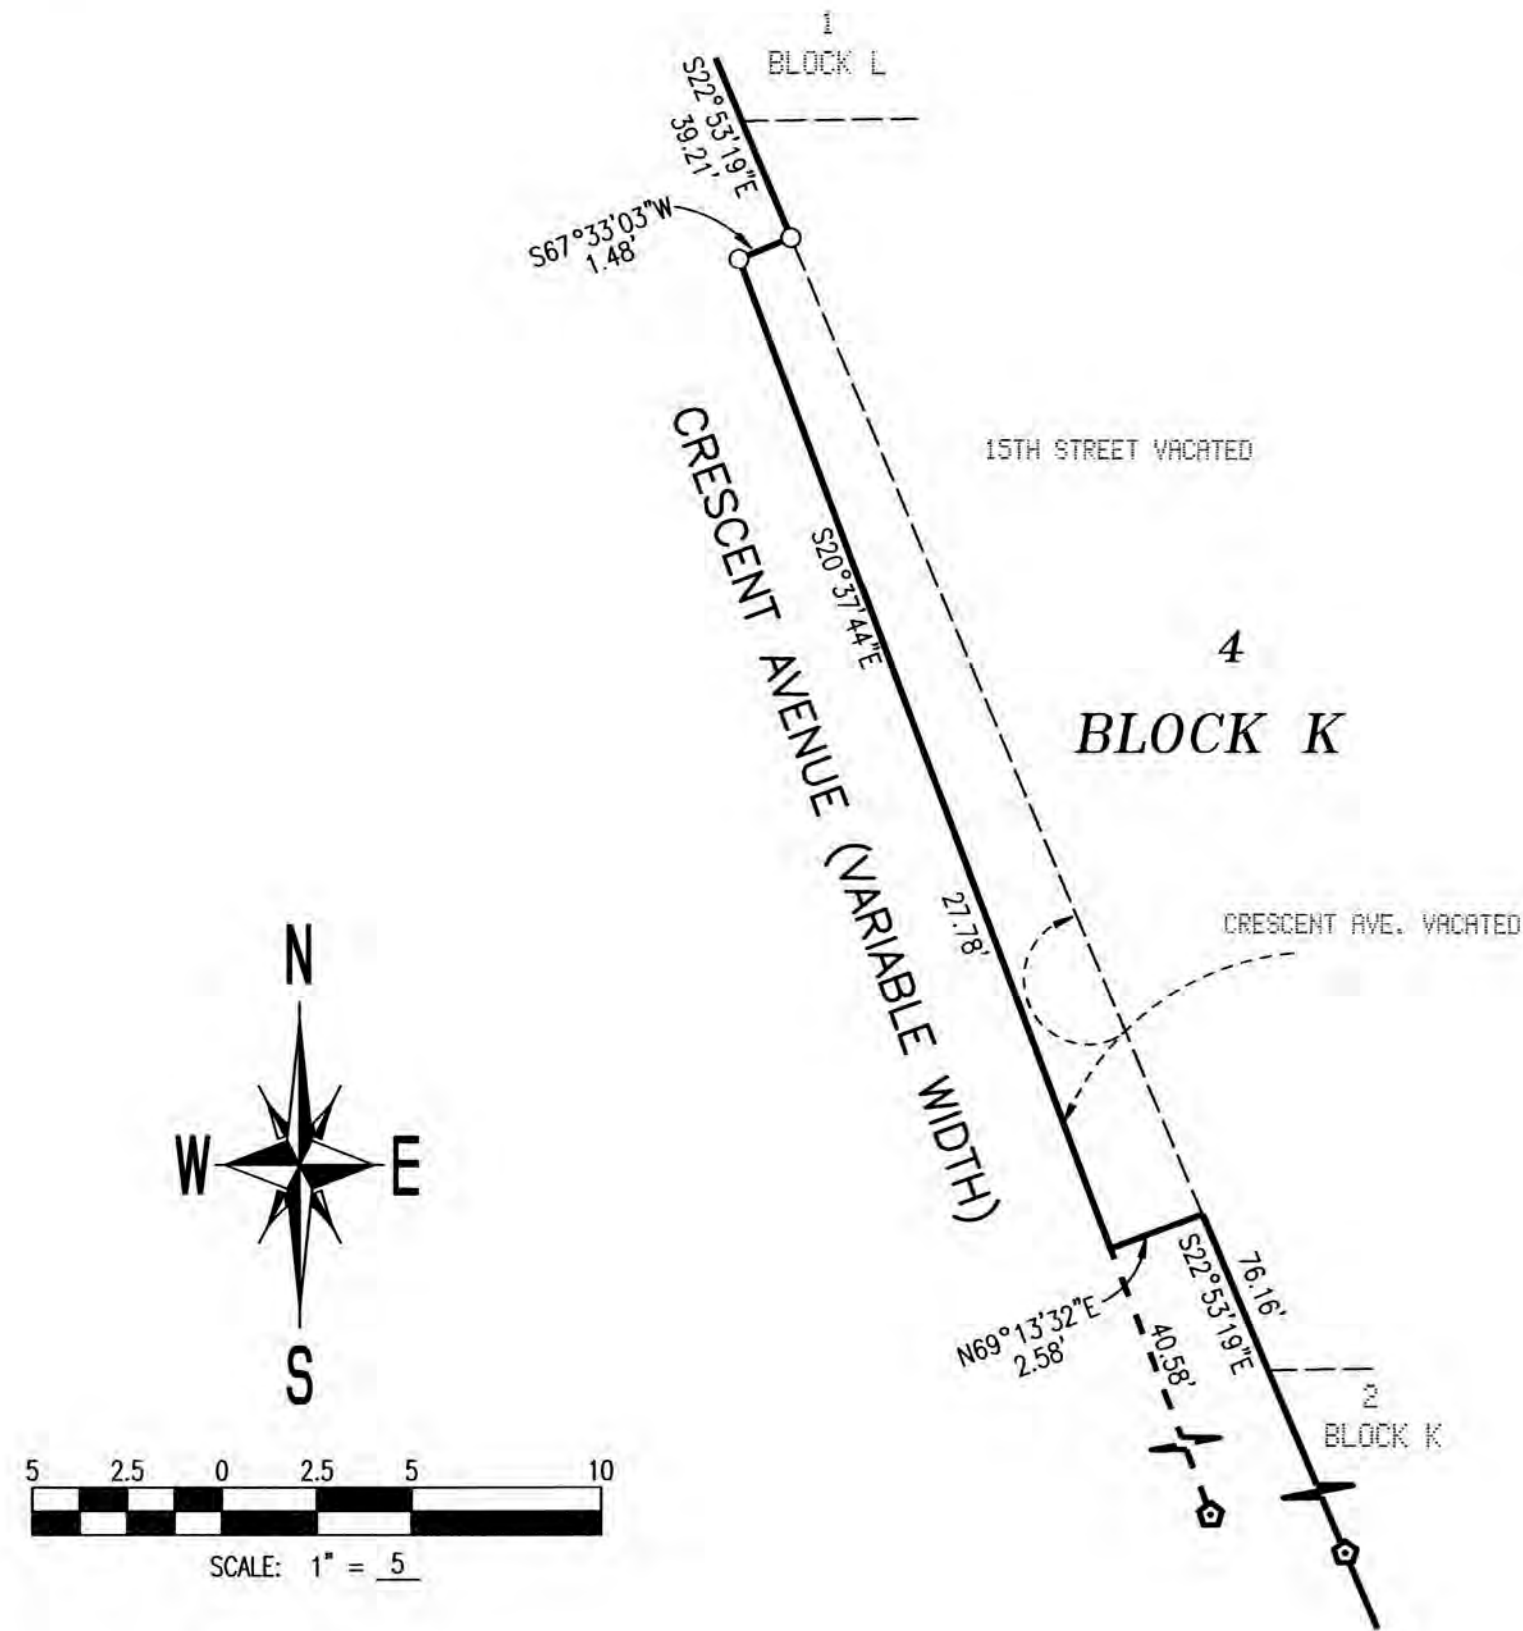 1
BLOCK L
S22°53'19"E
39.21'
S67°33'03"W
1.48'
15TH STREET VACATED
CRESCENT AVENUE (VARIABLE WIDTH)
S20°37'44"E
27.78'
4
BLOCK K
CRESCENT AVE. VACATED
N
W
E
S
N69°13'32"E
2.58'
40.58'
S22°53'19"E
76.16'
2
BLOCK K
5 2.5 0 2.5 5 10
SCALE: 1" = 5